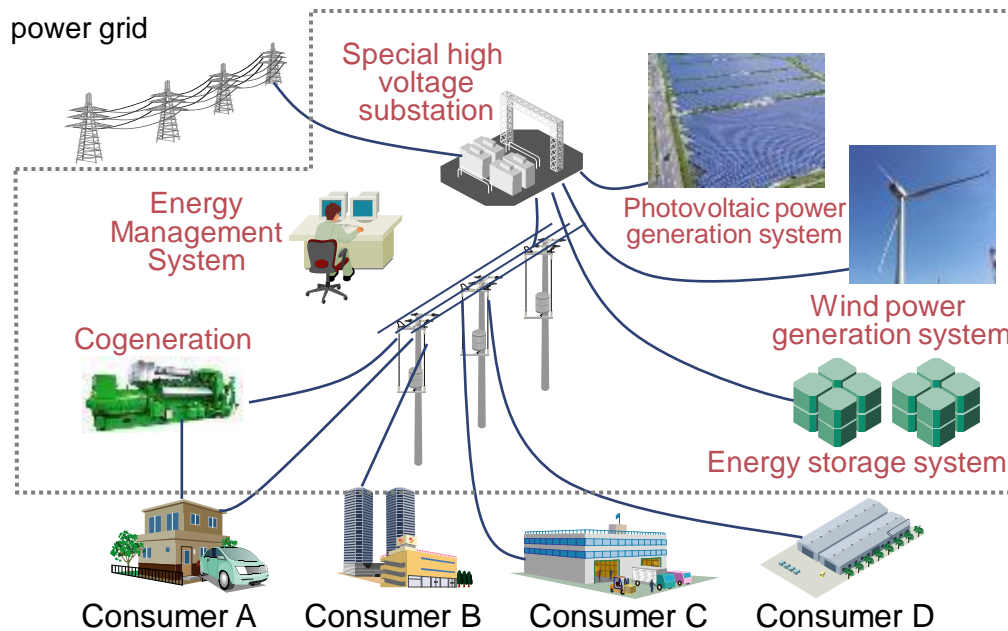 power grid
Special high
voltage
substation
Energy
Management
System
Photovoltaic power
generation system
Wind power
generation system
Cogeneration
Energy storage system
Consumer A
Consumer B
Consumer C
Consumer D